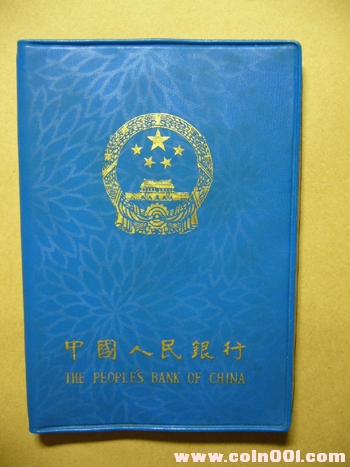 中國人民銀行
THE PEOPLE'S BANK OF CHINA
www.coin001.com